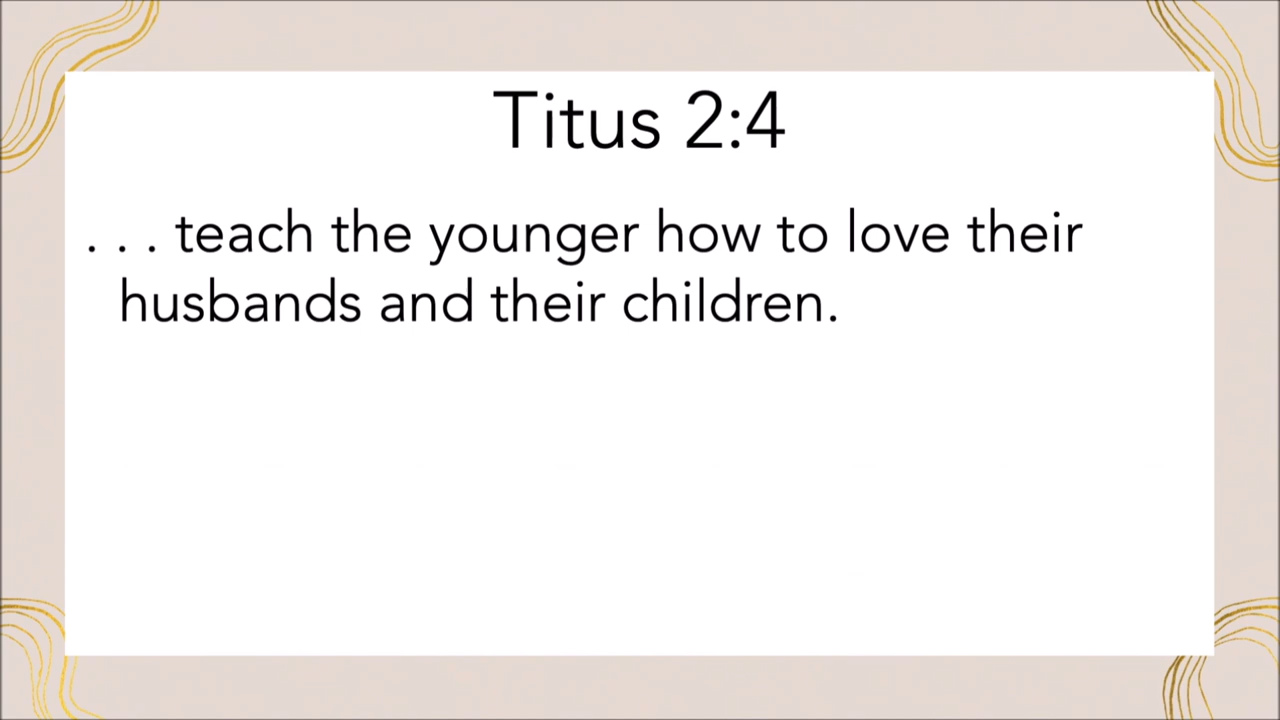 Titus 2:4
. . . teach the younger how to love their
husbands and their children.